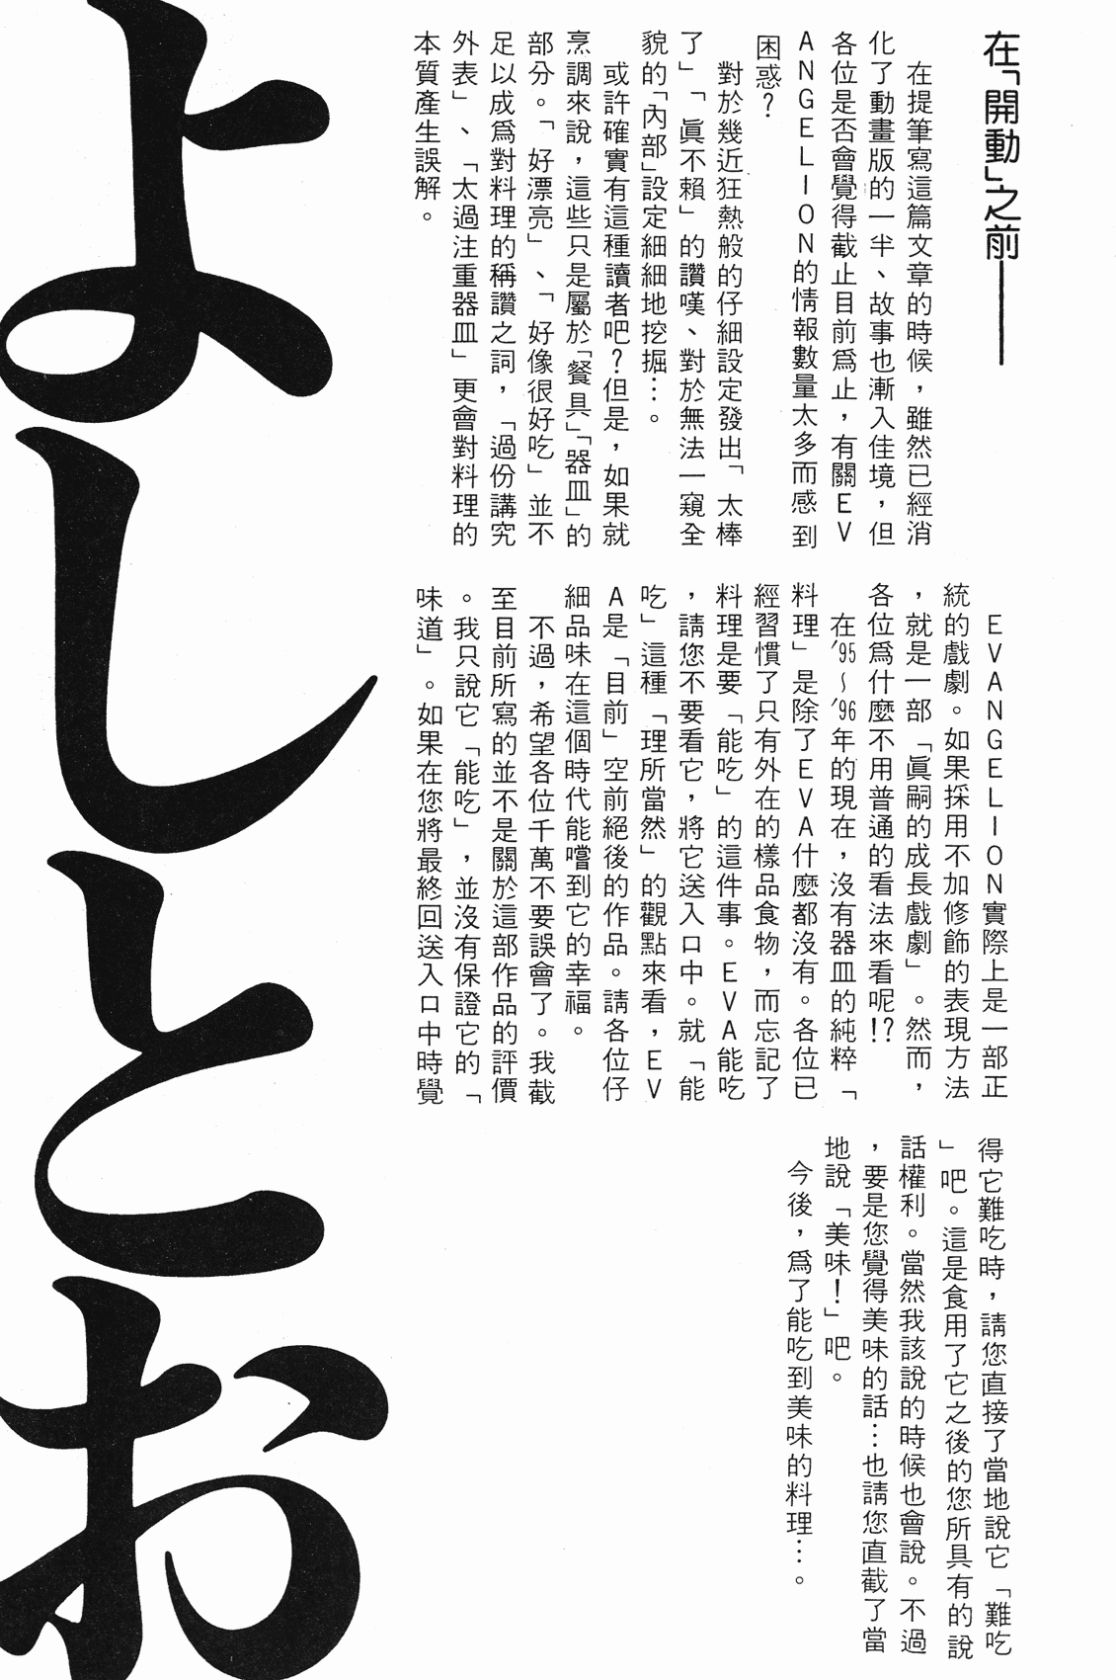 在「開動」之前——
在提筆寫這篇文章的時候，雖然已經消
化了動畫版的一半、故事也漸入佳境，但
各位是否會覺得截止目前爲止，有關EV
ANGELION的情報數量太多而感到
困惑？
對於幾近狂熱般的仔細設定發出「太棒
了」「眞不賴」的讚嘆、對於無法一窺全
貌的「內部」設定細細地挖掘…。
或許確實有這種讀者吧？但是，如果就
烹調來說，這些只是屬於「餐具」「器皿」的
部分。「好漂亮」、「好像很好吃」並不
足以成爲對料理的稱讚之詞，「過份講究
外表」、「太過注重器皿」更會對料理的
本質產生誤解。
EVANGELION實際上是一部正
統的戲劇。如果採用不加修飾的表現方法
，就是一部「眞嗣的成長戲劇」。然而，
各位爲什麼不用普通的看法來看呢!?
在'95～'96年的現在，沒有器皿的純粹「
料理」是除了EVA什麼都沒有。各位已
經習慣了只有外在的樣品食物，而忘記了
料理是要「能吃」的這件事。EVA能吃
，請您不要看它，將它送入口中。就「能
吃」這種「理所當然」的觀點來看，EV
A是「目前」空前絕後的作品。請各位仔
細品味在這個時代能嚐到它的幸福。
不過，希望各位千萬不要誤會了。我截
至目前所寫的並不是關於這部作品的評價
。我只說它「能吃」，並沒有保證它的「
味道」。如果在您將最終回送入口中時覺
得它難吃時，請您直接了當地說它「難吃
」吧。這是食用了它之後的您所具有的說
話權利。當然我該說的時候也會說。不過
，要是您覺得美味的話…也請您直截了當
地說「美味！」吧。
今後，爲了能吃到美味的料理…。
よしとお